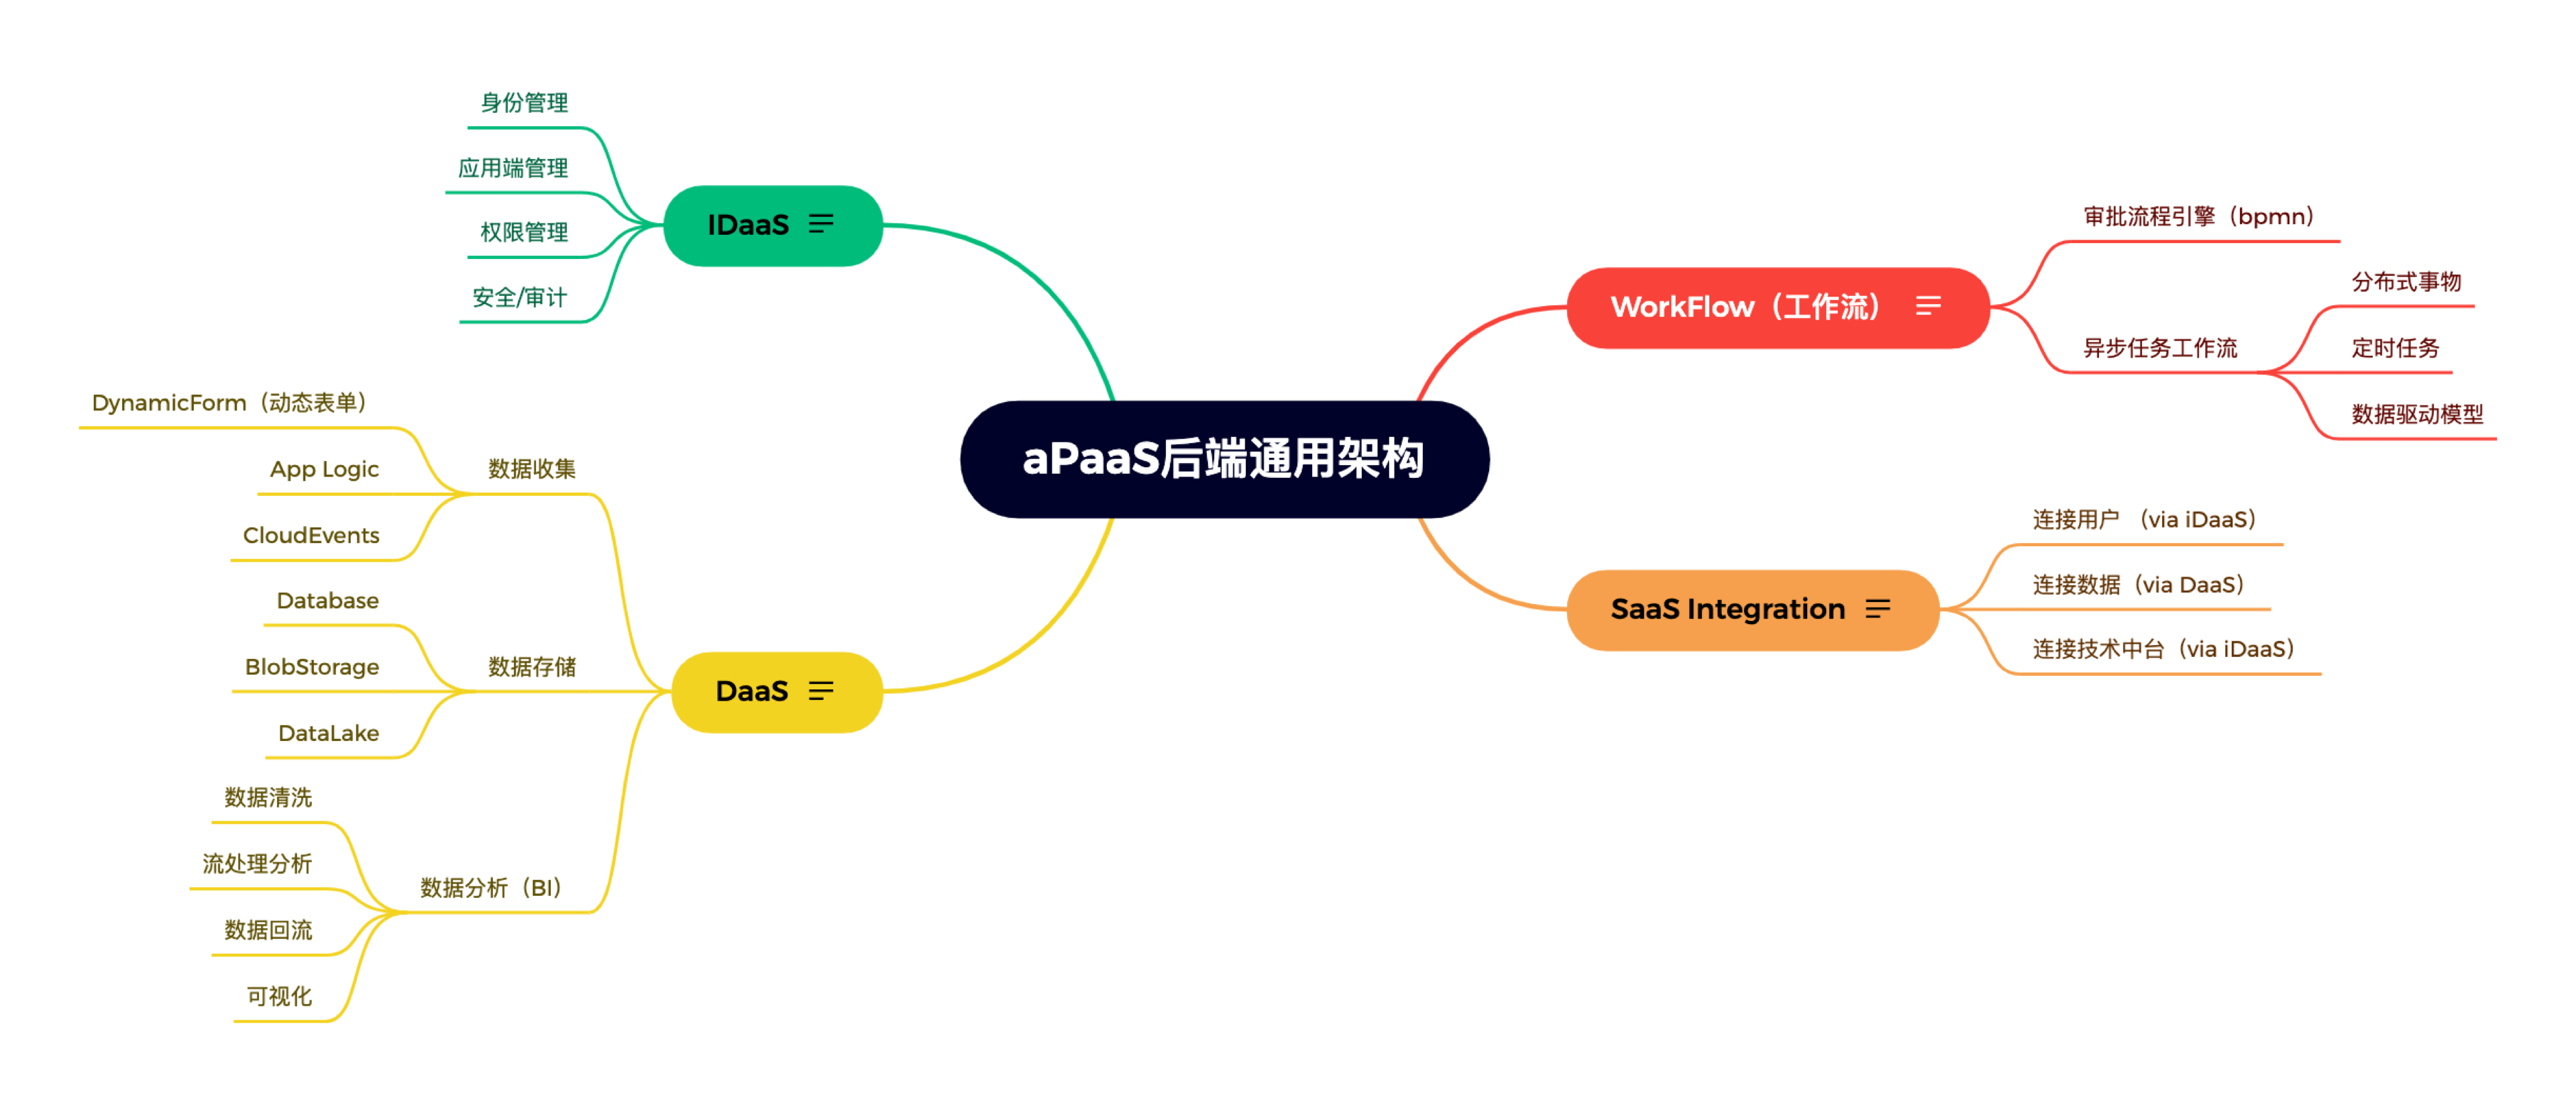 aPaaS后端通用架构
IDaaS
身份管理
应用端管理
权限管理
安全/审计
DaaS
数据收集
DynamicForm（动态表单）
App Logic
CloudEvents
数据存储
Database
BlobStorage
DataLake
数据分析（BI）
数据清洗
流处理分析
数据回流
可视化
WorkFlow（工作流）
审批流程引擎（bpmn）
异步任务工作流
分布式事物
定时任务
数据驱动模型
SaaS Integration
连接用户 （via iDaaS）
连接数据（via DaaS）
连接技术中台（via iDaaS）